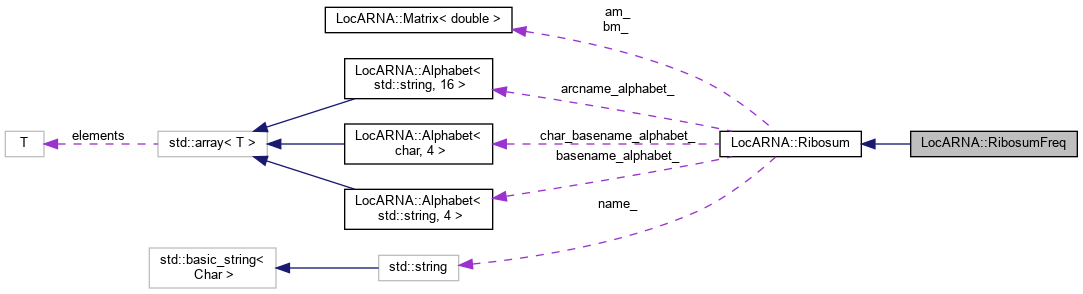 LocARNA::Matrix< double >
am_
bm_
LocARNA::Alphabet<
std::string, 16 >
arcname_alphabet_
T
elements
std::array< T >
LocARNA::Alphabet<
char, 4 >
char_basename_alphabet_
basename_alphabet_
LocARNA::Ribosum
LocARNA::RibosumFreq
LocARNA::Alphabet<
std::string, 4 >
name_
std::basic_string<
Char >
std::string